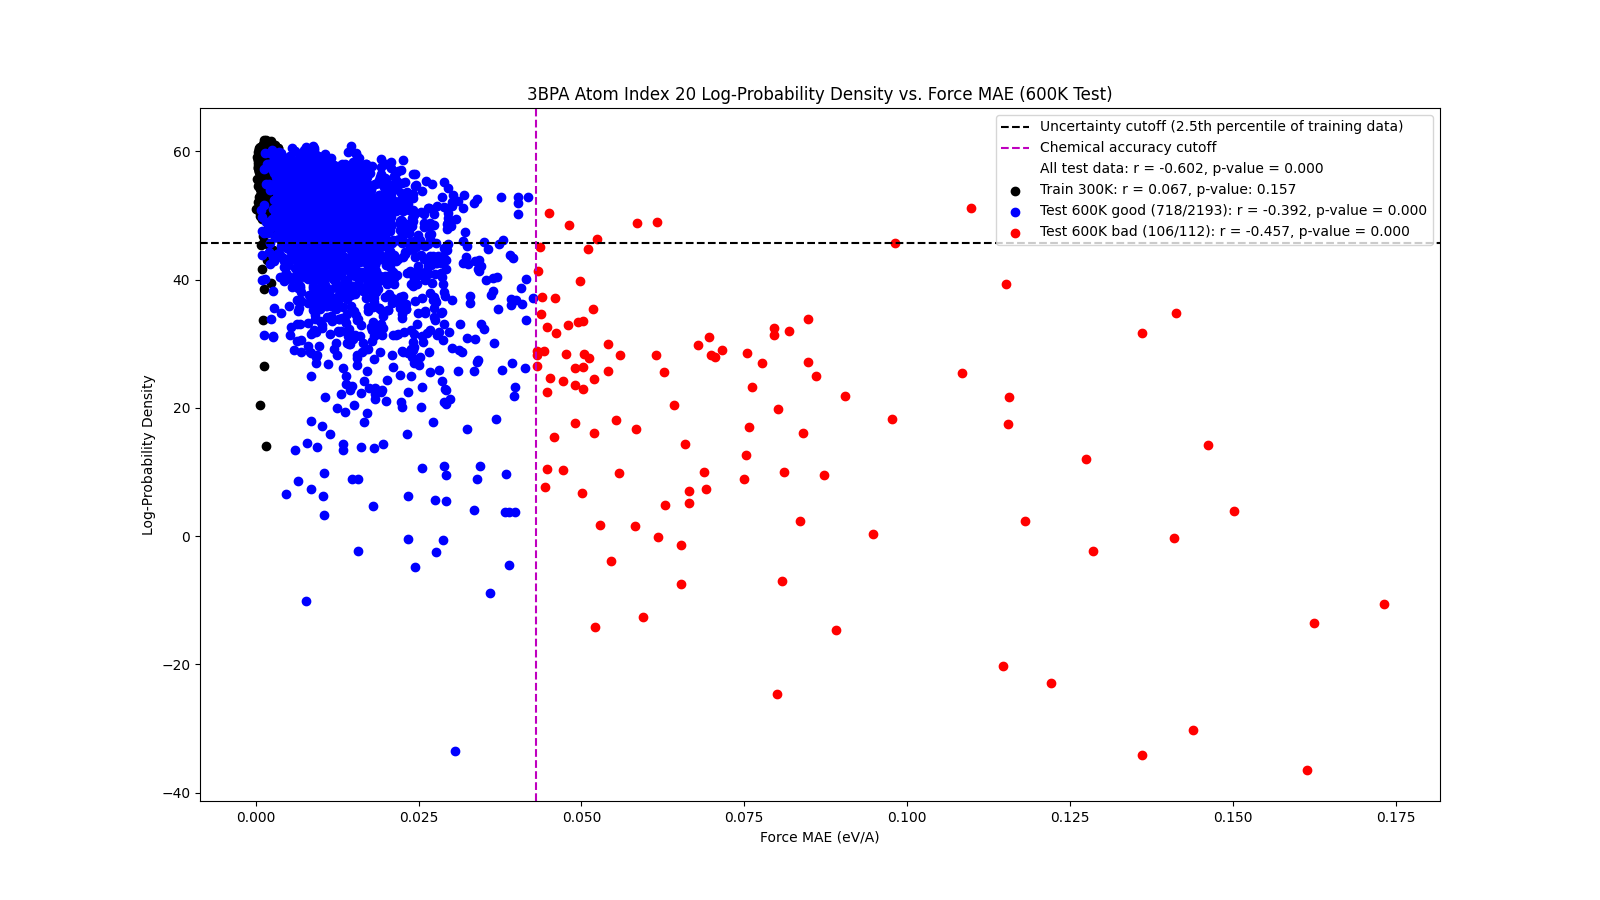 3BPA Atom Index 20 Log-Probability Density vs. Force MAE (600K Test)
Uncertainty cutoff (2.5th percentile of training data)
Chemical accuracy cutoff
All test data: r = -0.602, p-value = 0.000
Train 300K: r = 0.067, p-value: 0.157
Test 600K good (718/2193): r = -0.392, p-value = 0.000
Test 600K bad (106/112): r = -0.457, p-value = 0.000
Log-Probability Density
60
40
20
0
−20
−40
0.000 0.025 0.050 0.075 0.100 0.125 0.150 0.175
Force MAE (eV/A)